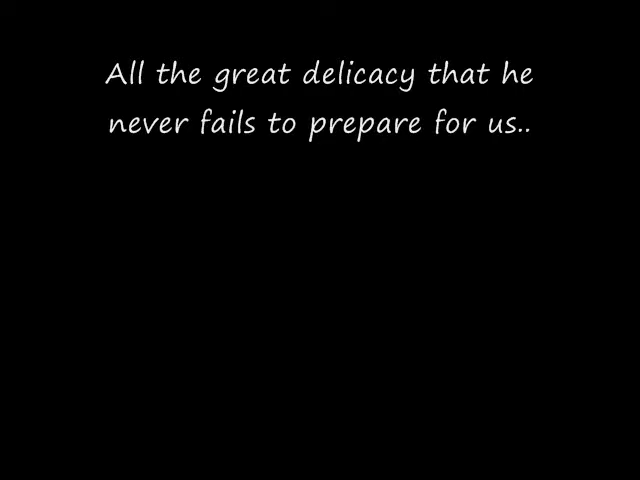 All the great delicacy that he
never fails to prepare for us..